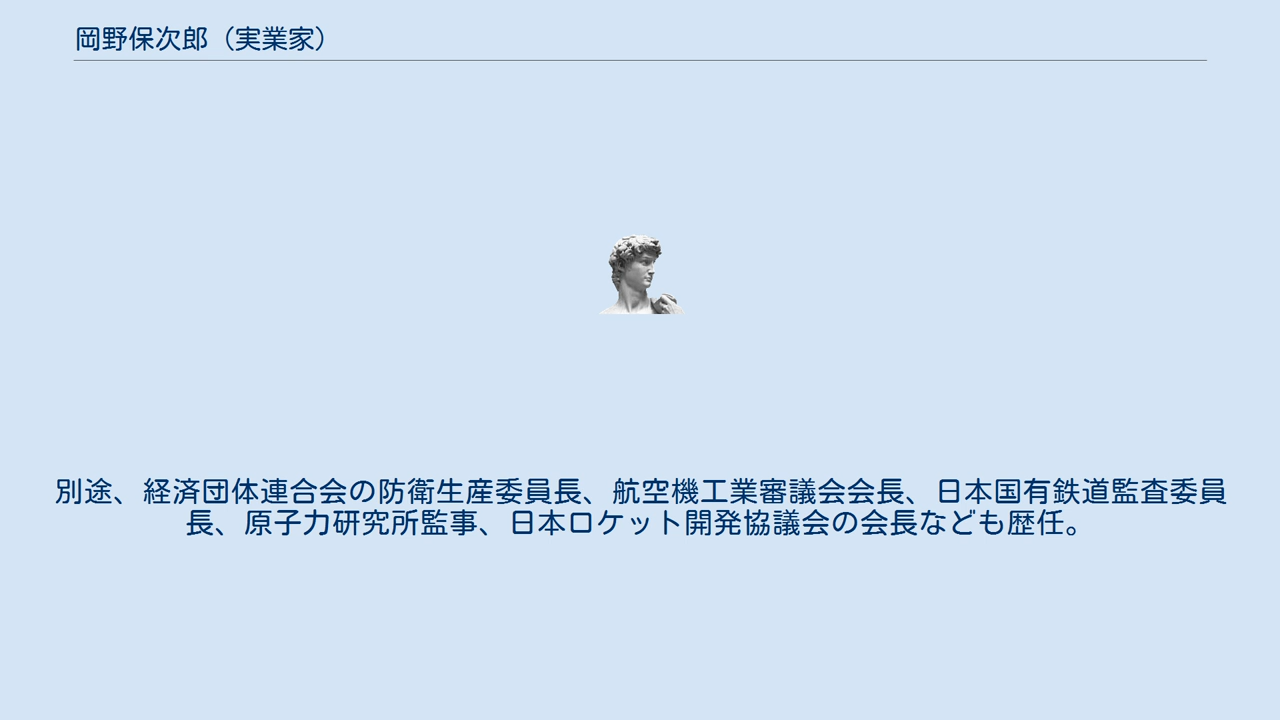 岡野保次郎（実業家）
別途、経済団体連合会の防衛生産委員長、航空機工業審議会会長、日本国有鉄道監査委員
長、原子力研究所監事、日本ロケット開発協議会の会長なども歴任。